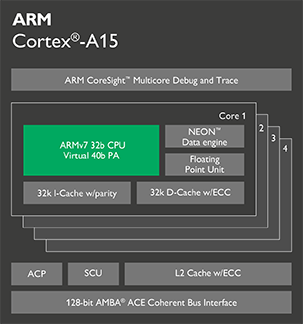 ARM
Cortex®-A15
ARM CoreSight™ Multicore Debug and Trace
Core 1
2
3
4
ARMv7 32b CPU
Virtual 40b PA
NEON™
Data engine
Floating
Point Unit
32k I-Cache w/parity
32k D-Cache w/ECC
ACP
SCU
L2 Cache w/ECC
128-bit AMBA® ACE Coherent Bus Interface